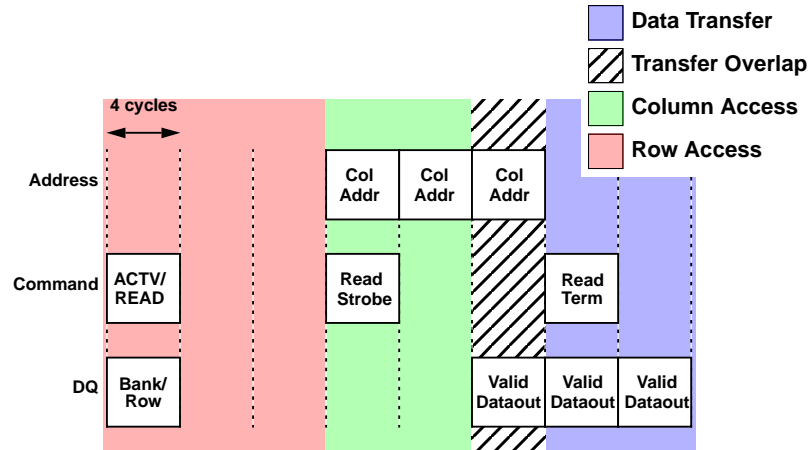 Data Transfer
Transfer Overlap
Column Access
Row Access
4 cycles
Address
Col
Addr
Col
Addr
Col
Addr
Command
ACTV/
READ
Read
Strobe
Read
Term
DQ
Bank/
Row
Valid
Dataout
Valid
Dataout
Valid
Dataout